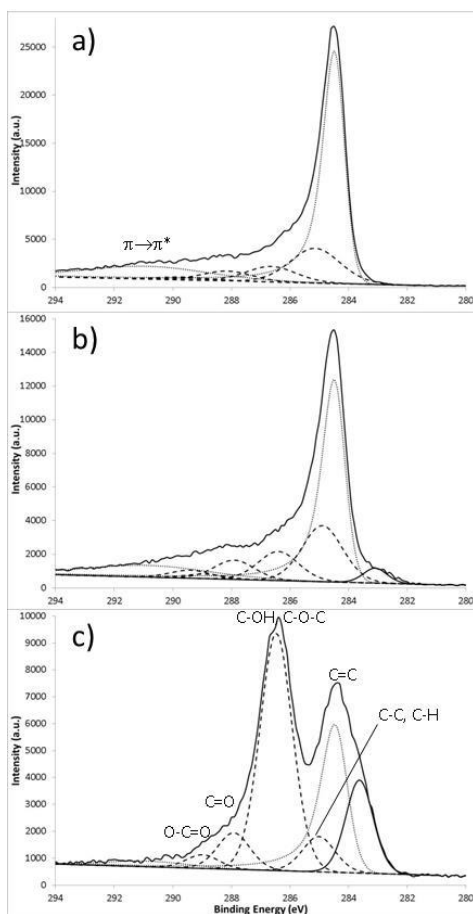 a)
Intensity (a.u.)
25000
20000
15000
10000
5000
0
π→π*
294 292 290 288 286 284 282 280
b)
Intensity (a.u.)
16000
14000
12000
10000
8000
6000
4000
2000
0
294 292 290 288 286 284 282 280
c)
Intensity (a.u.)
10000
9000
8000
7000
6000
5000
4000
3000
2000
1000
0
C-OH, C-O-C
C=C
C-C, C-H
C=O
O-C=O
294 292 290 288 286 284 282 280
Binding Energy (eV)